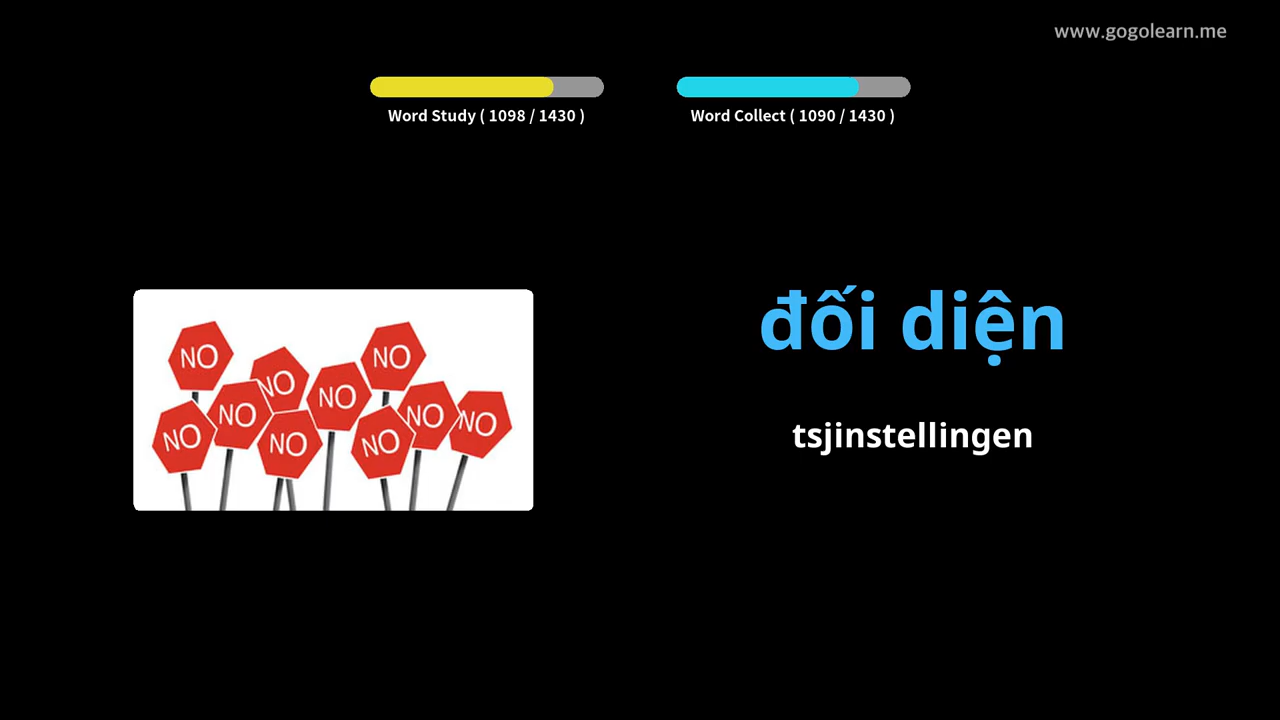 www.gogolearn.me
Word Study ( 1098 / 1430 )
Word Collect ( 1090 / 1430 )
NO
NO
NO
NO
NO
NO
NO
NO
NO
NO
đối diện
tsjinstellingen